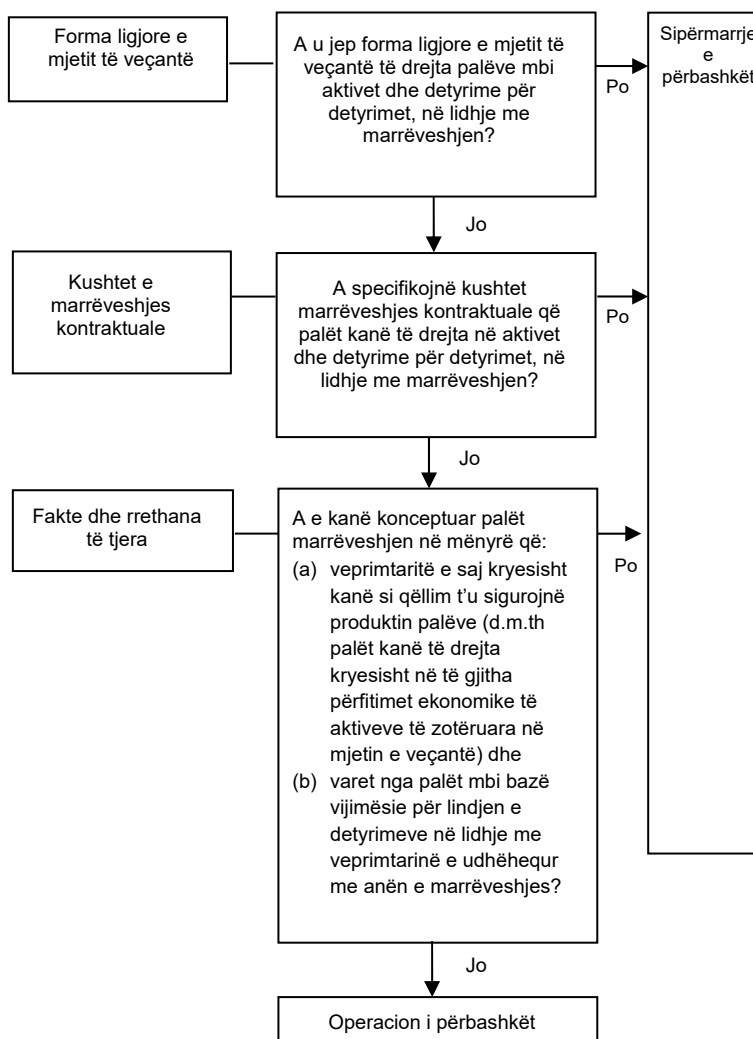 Forma ligjore e
mjetit të veçantë
A u jep forma ligjore e mjetit të
veçantë të drejta palëve mbi
aktivet dhe detyrime për
detyrimet, në lidhje me
marrëveshjen?
Po
Sipërmarrje
e
përbashkët
Jo
Kushtet e
marrëveshjes
kontraktuale
A specifikojnë kushtet
marrëveshjes kontraktuale që
palët kanë të drejta në aktivet
dhe detyrime për detyrimet, në
lidhje me marrëveshjen?
Po
Jo
Fakte dhe rrethana
të tjera
A e kanë konceptuar palët
marrëveshjen në mënyrë që:
(a) veprimtaritë e saj kryesisht
kanë si qëllim t’u sigurojnë
produktin palëve (d.m.th
palët kanë të drejta
kryesisht në të gjitha
përfitimet ekonomike të
aktiveve të zotëruara në
mjetin e veçantë) dhe
(b) varet nga palët mbi bazë
vijimësie për lindjen e
detyrimeve në lidhje me
veprimtarinë e udhëhequr
me anën e marrëveshjes?
Po
Jo
Operacion i përbashkët